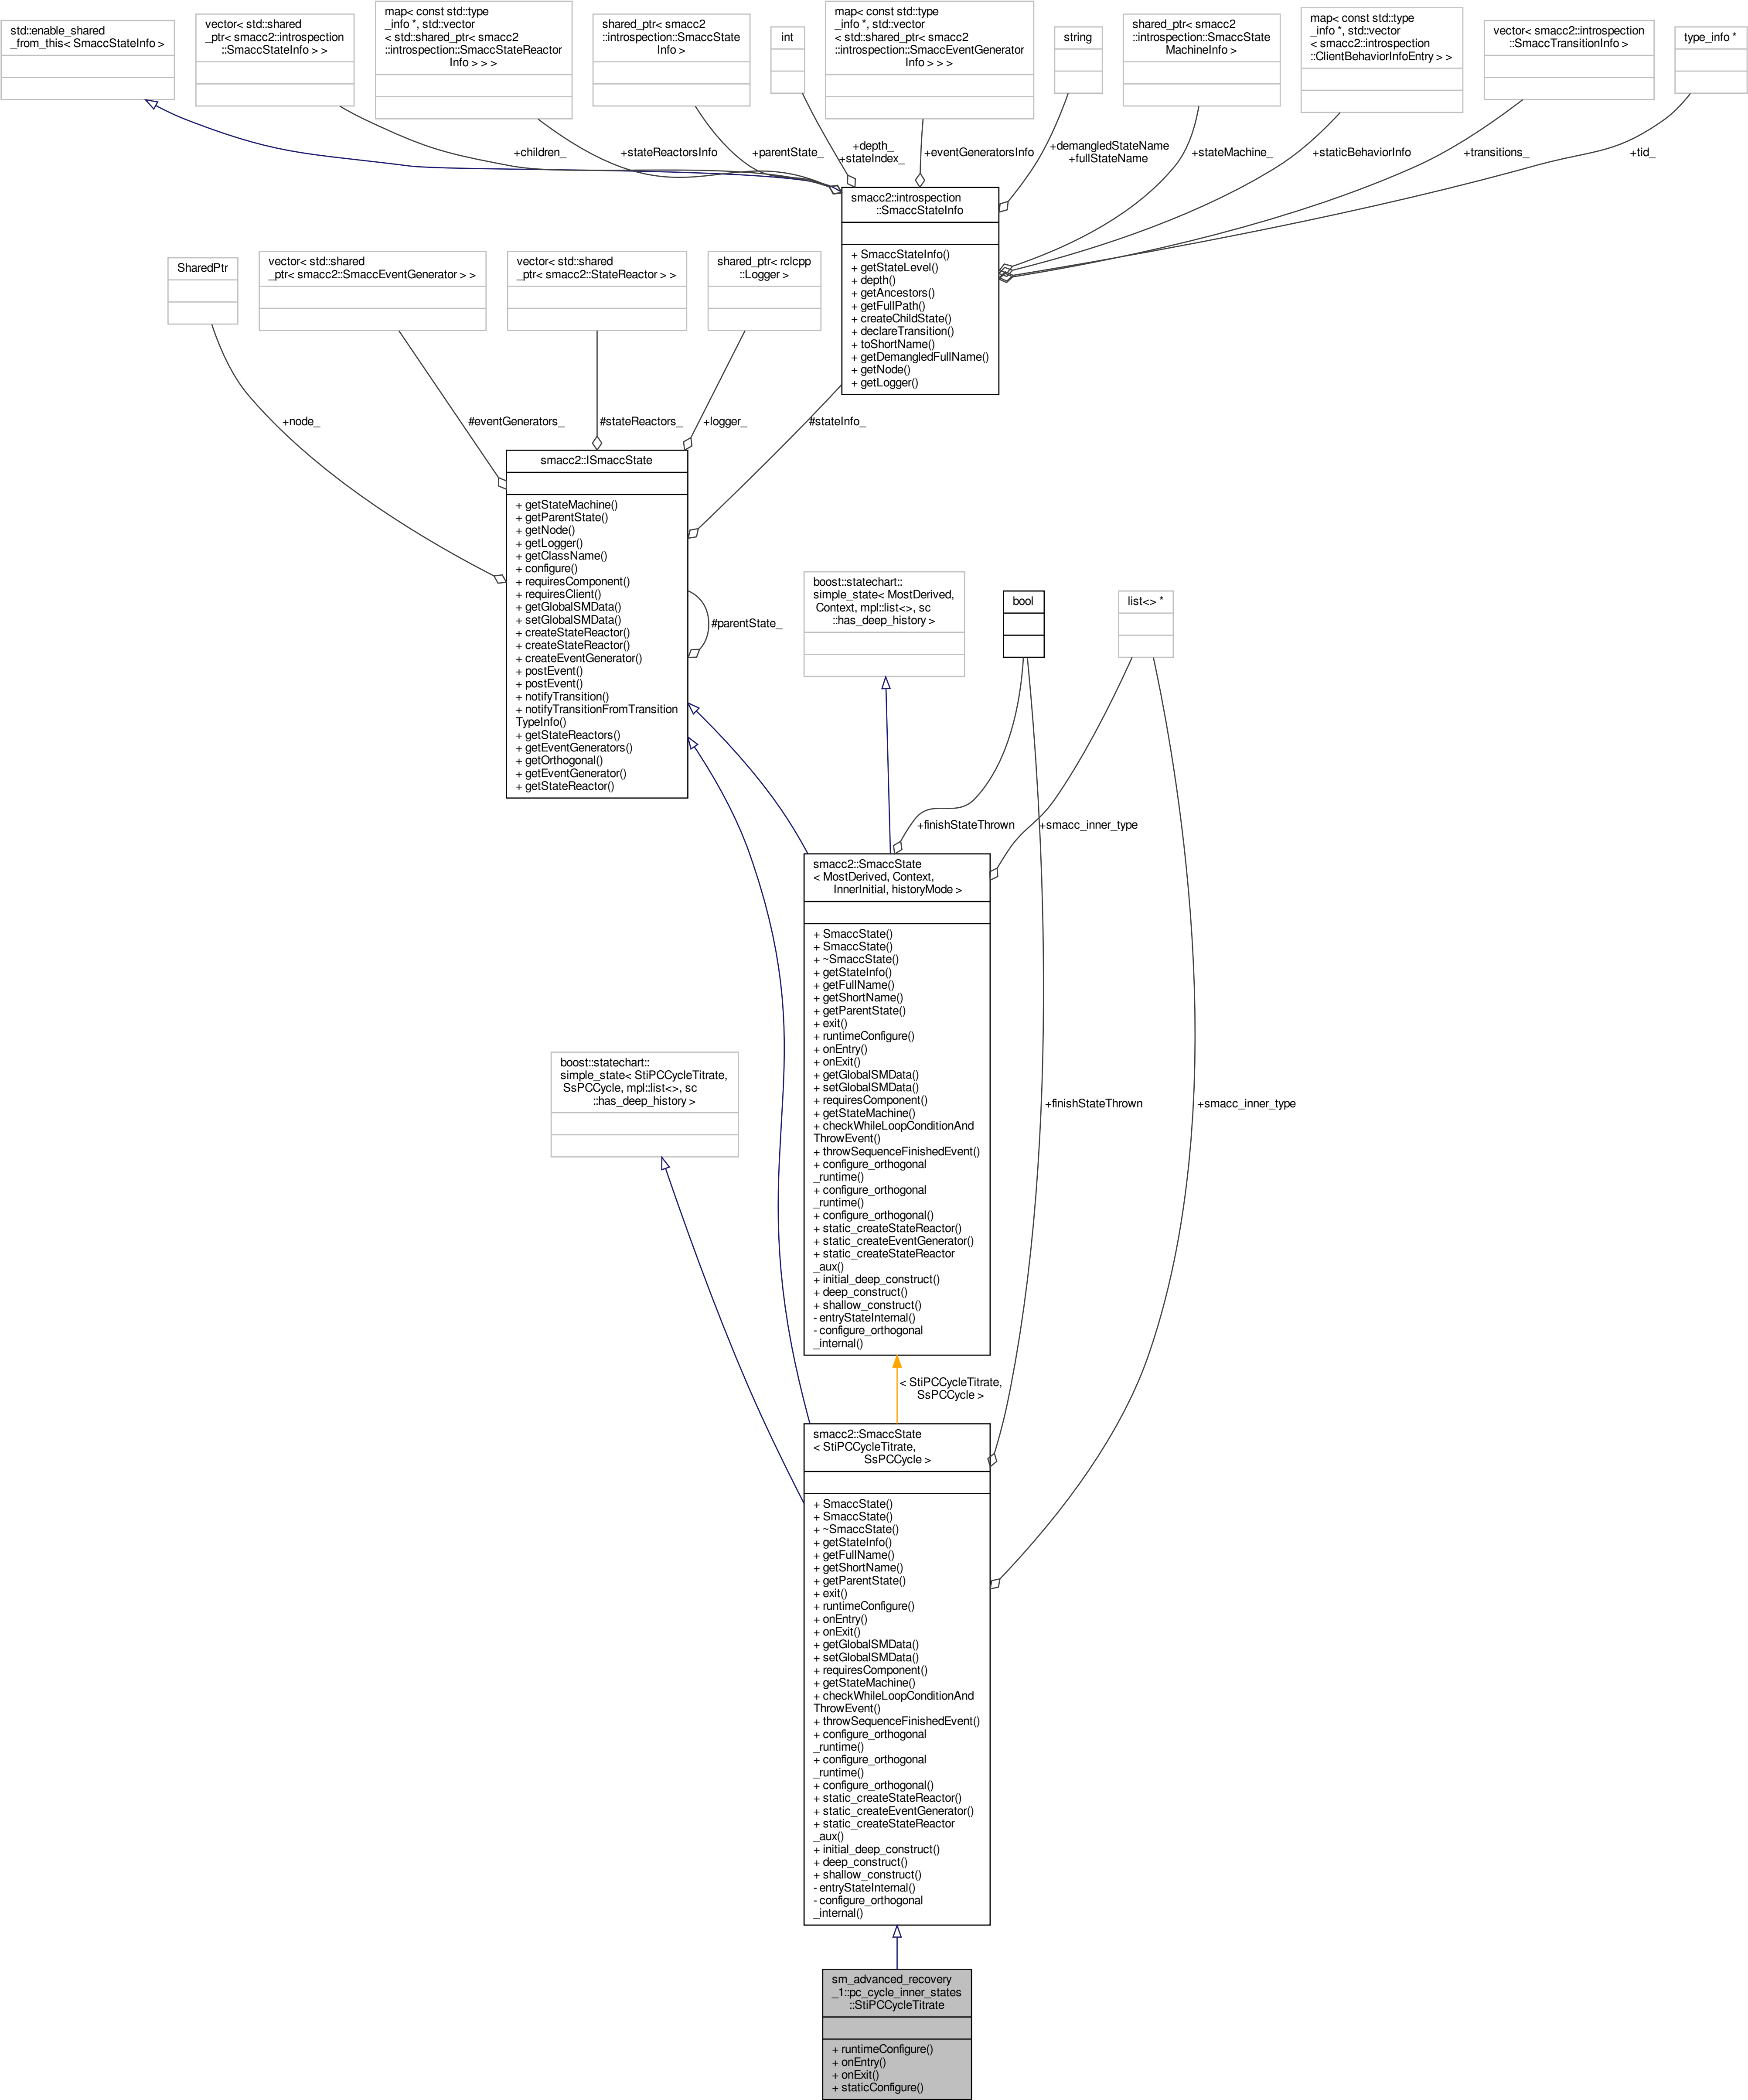 std::enable_shared
_from_this< SmaccStateInfo >
vector< std::shared
_ptr< smacc2::introspection
::SmaccStateInfo > >
map< const std::type
_info *, std::vector
< std::shared_ptr< smacc2
::introspection::SmaccStateReactor
Info > > >
shared_ptr< smacc2
::introspection::SmaccState
Info >
int
map< const std::type
_info *, std::vector
< std::shared_ptr< smacc2
::introspection::SmaccEventGenerator
Info > > >
string
shared_ptr< smacc2
::introspection::SmaccState
MachineInfo >
map< const std::type
_info *, std::vector
< smacc2::introspection
::ClientBehaviorInfoEntry > >
vector< smacc2::introspection
::SmaccTransitionInfo >
type_info *
+children_
+stateReactorsInfo
+parentState_
+depth_
+stateIndex_
+eventGeneratorsInfo
+demangledStateName
+fullStateName
+stateMachine_
+staticBehaviorInfo
+transitions_
+tid_
smacc2::introspection
::SmaccStateInfo
+ SmaccStateInfo()
+ getStateLevel()
+ depth()
+ getAncestors()
+ getFullPath()
+ createChildState()
+ declareTransition()
+ toShortName()
+ getDemangledFullName()
+ getNode()
+ getLogger()
SharedPtr
vector< std::shared
_ptr< smacc2::SmaccEventGenerator > >
vector< std::shared
_ptr< smacc2::StateReactor > >
shared_ptr< rclcpp
::Logger >
+node_
#eventGenerators_
#stateReactors_
+logger_
#stateInfo_
smacc2::ISmaccState
+ getStateMachine()
+ getParentState()
+ getNode()
+ getLogger()
+ getClassName()
+ configure()
+ requiresComponent()
+ requiresClient()
+ getGlobalSMData()
+ setGlobalSMData()
+ createStateReactor()
+ createStateReactor()
+ createEventGenerator()
+ postEvent()
+ postEvent()
+ notifyTransition()
+ notifyTransitionFromTransition
TypeInfo()
+ getStateReactors()
+ getEventGenerators()
+ getOrthogonal()
+ getEventGenerator()
+ getStateReactor()
#parentState_
boost::statechart::
simple_state< MostDerived,
Context, mpl::list<>, sc
::has_deep_history >
bool
list<> *
+finishStateThrown
+smacc_inner_type
smacc2::SmaccState
< MostDerived, Context,
InnerInitial, historyMode >
+ SmaccState()
+ SmaccState()
+ ~SmaccState()
+ getStateInfo()
+ getFullName()
+ getShortName()
+ getParentState()
+ exit()
+ runtimeConfigure()
+ onEntry()
+ onExit()
+ getGlobalSMData()
+ setGlobalSMData()
+ requiresComponent()
+ getStateMachine()
+ checkWhileLoopConditionAnd
ThrowEvent()
+ throwSequenceFinishedEvent()
+ configure_orthogonal
_runtime()
+ configure_orthogonal
_runtime()
+ configure_orthogonal()
+ static_createStateReactor()
+ static_createEventGenerator()
+ static_createStateReactor
_aux()
+ initial_deep_construct()
+ deep_construct()
+ shallow_construct()
- entryStateInternal()
- configure_orthogonal
_internal()
boost::statechart::
simple_state< StiPCCycleTitrate,
SsPCCycle, mpl::list<>, sc
::has_deep_history >
+finishStateThrown
+smacc_inner_type
< StiPCCycleTitrate,
SsPCCycle >
smacc2::SmaccState
< StiPCCycleTitrate,
SsPCCycle >
+ SmaccState()
+ SmaccState()
+ ~SmaccState()
+ getStateInfo()
+ getFullName()
+ getShortName()
+ getParentState()
+ exit()
+ runtimeConfigure()
+ onEntry()
+ onExit()
+ getGlobalSMData()
+ setGlobalSMData()
+ requiresComponent()
+ getStateMachine()
+ checkWhileLoopConditionAnd
ThrowEvent()
+ throwSequenceFinishedEvent()
+ configure_orthogonal
_runtime()
+ configure_orthogonal
_runtime()
+ configure_orthogonal()
+ static_createStateReactor()
+ static_createEventGenerator()
+ static_createStateReactor
_aux()
+ initial_deep_construct()
+ deep_construct()
+ shallow_construct()
- entryStateInternal()
- configure_orthogonal
_internal()
sm_advanced_recovery
_1::pc_cycle_inner_states
::StiPCCycleTitrate
+ runtimeConfigure()
+ onEntry()
+ onExit()
+ staticConfigure()